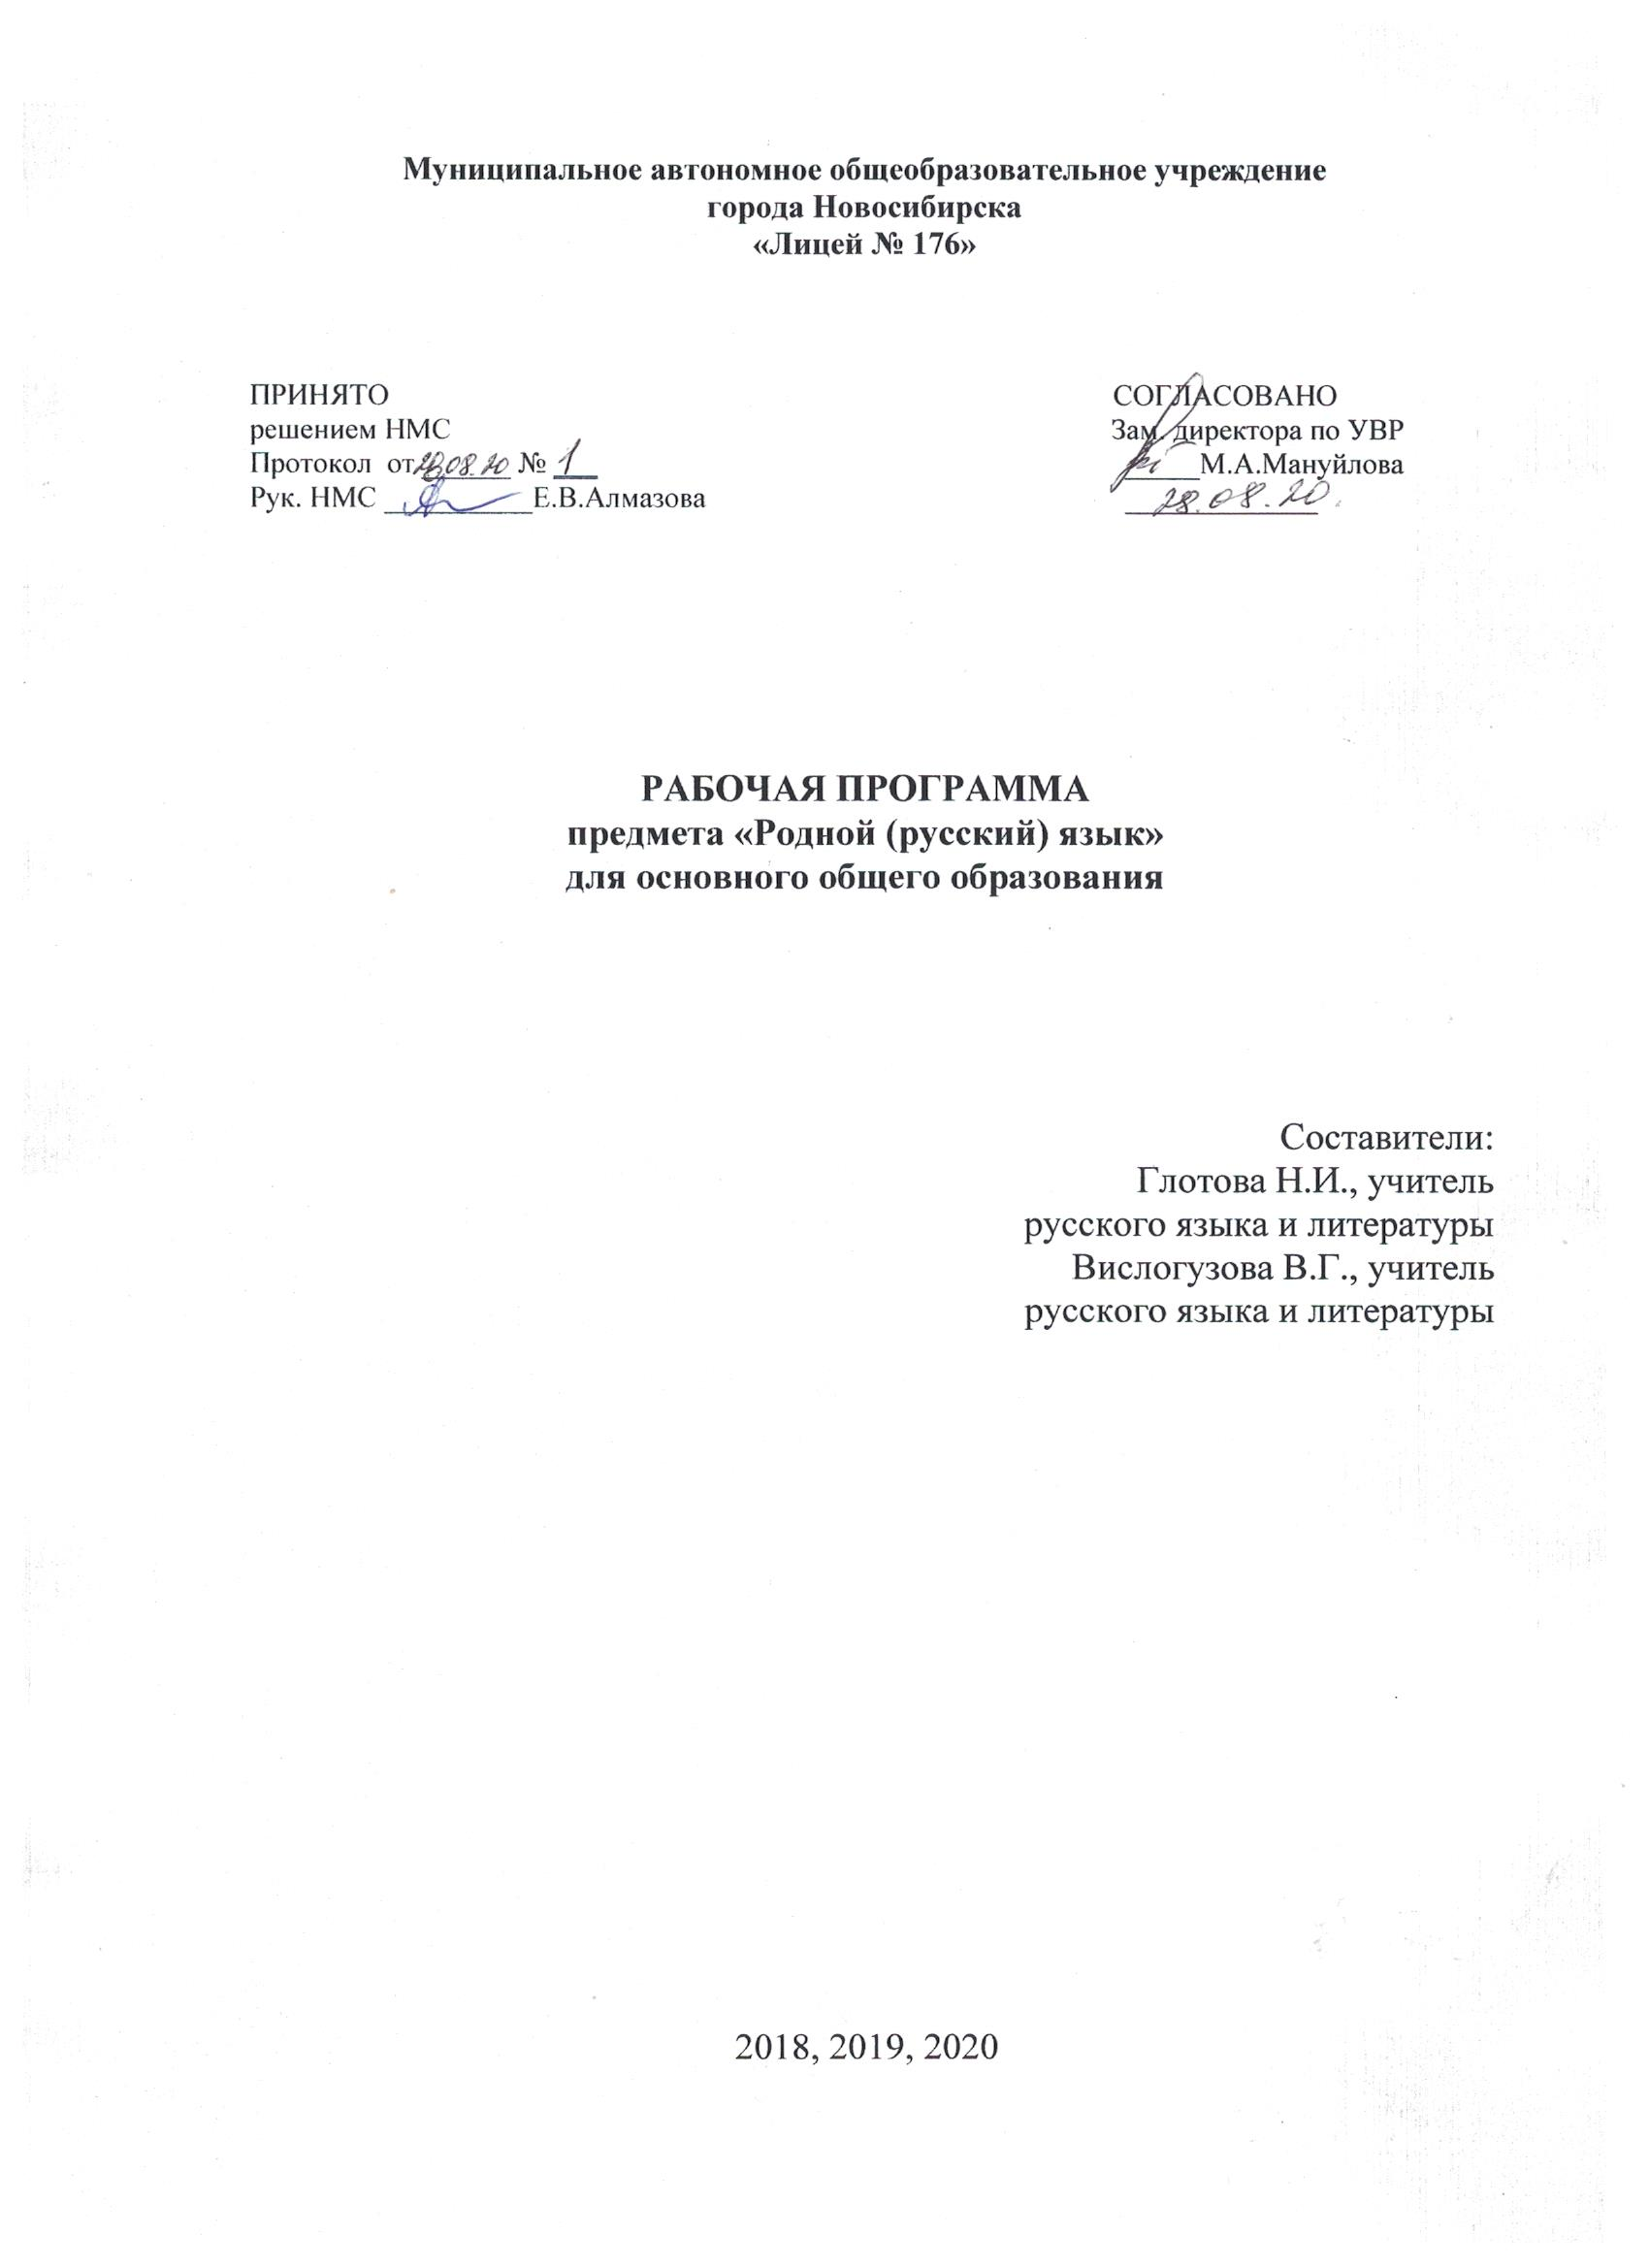 Муниципальное автономное общеобразовательное учреждение
города Новосибирска
«Лицей № 176»
ПРИНЯТО
решением НМС
Протокол от 28.08.20 № 1
Рук. НМС Е.В.Алмазова
СОГЛАСОВАНО
Зам. директора по УВР
М.А.Мануйлова
28.08.20.
РАБОЧАЯ ПРОГРАММА
предмета «Родной (русский) язык»
для основного общего образования
Составители:
Глотова Н.И., учитель
русского языка и литературы
Вислогузова В.Г., учитель
русского языка и литературы
2018, 2019, 2020